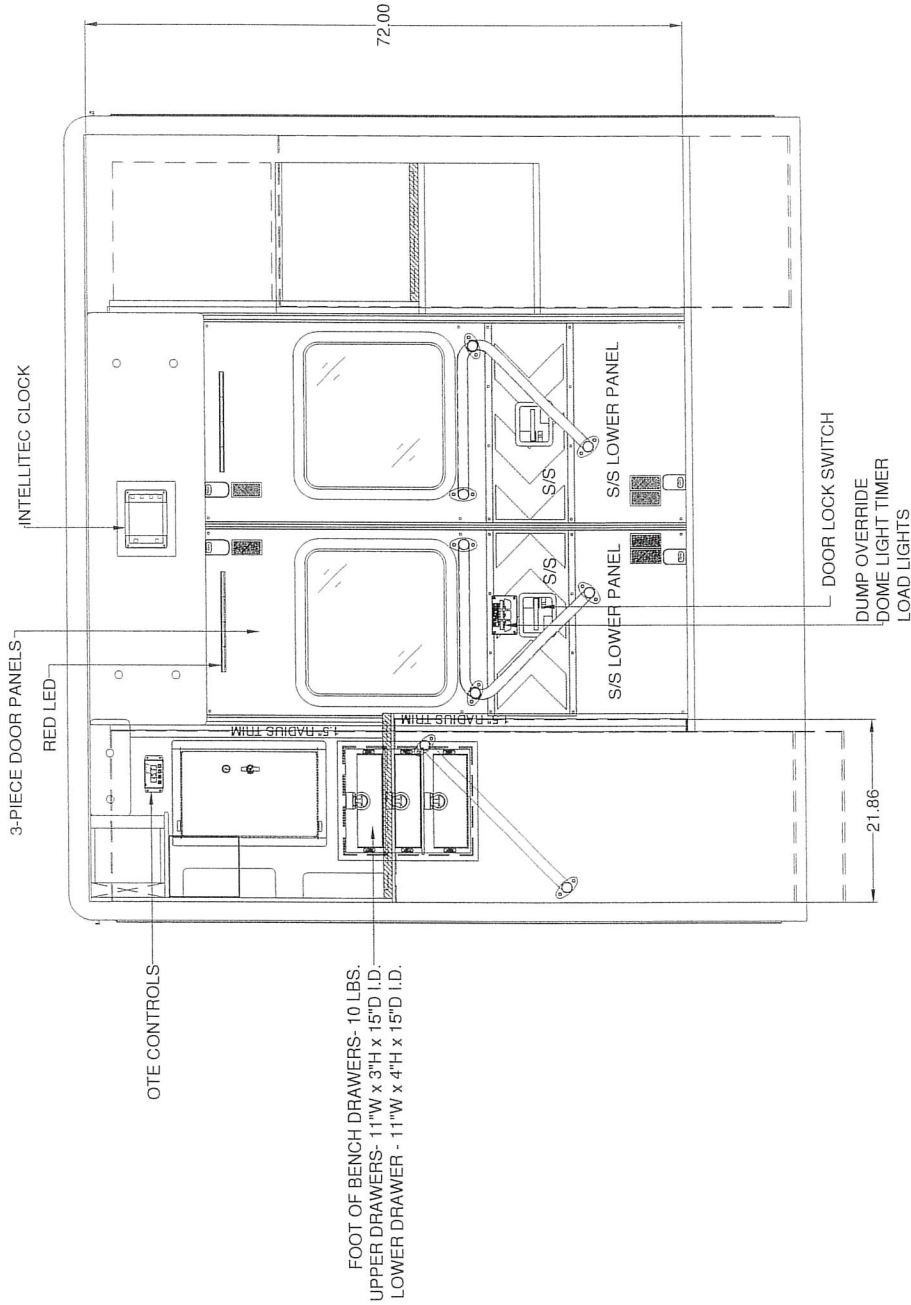 3-PIECE DOOR PANELS
RED LED
INTELLITEC CLOCK
OTE CONTROLS
72.00
1.5" RADIUS TRIM
1.5" RADIUS TRIM
S/S
S/S
S/S LOWER PANEL
S/S LOWER PANEL
FOOT OF BENCH DRAWERS- 10 LBS.
UPPER DRAWERS- 11"W x 3"H x 15"D I.D.
LOWER DRAWER - 11"W x 4"H x 15"D I.D.
DOOR LOCK SWITCH
DUMP OVERRIDE
DOME LIGHT TIMER
LOAD LIGHTS
21.86